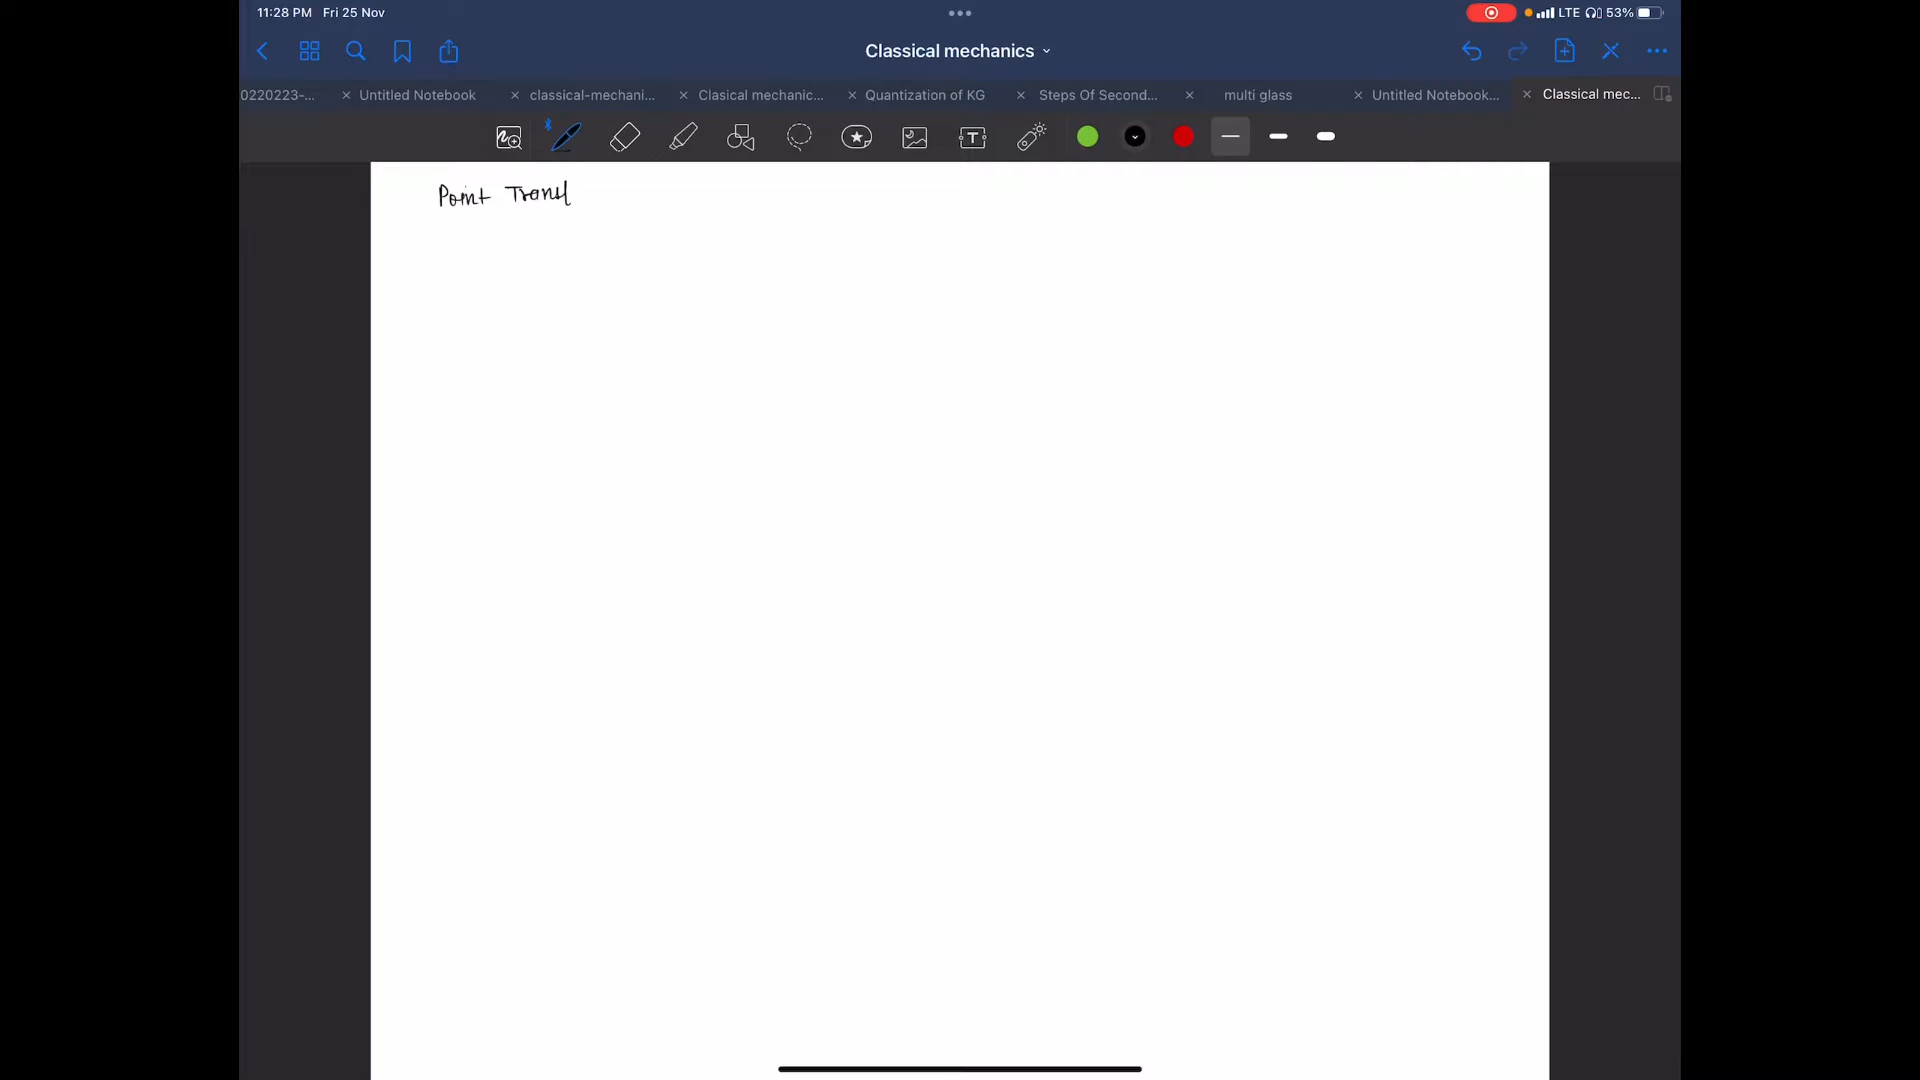 11:28 PM Fri 25 Nov LTE 53%
Classical mechanics
0220223-... Untitled Notebook classical-mechani... Clasical mechanic... Quantization of KG Steps Of Second... multi glass Untitled Notebook... Classical mec...
T
Point Transf